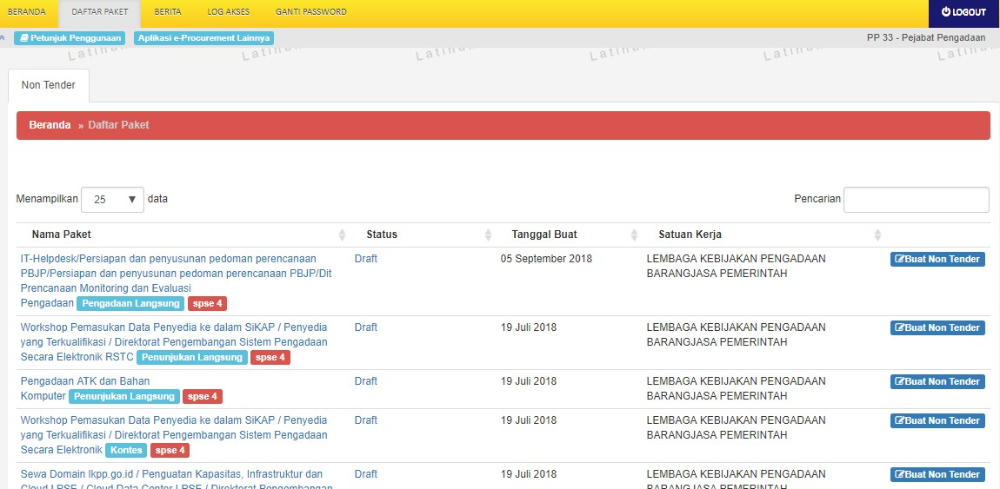 BERANDA DAFTAR PAKET BERITA LOG AKSES GANTI PASSWORD LOGOUT
Petunjuk Penggunaan Aplikasi e-Procurement Lainnya PP 33 - Pejabat Pengadaan
Non Tender
Beranda » Daftar Paket
Menampilkan 25 data Pencarian
Nama Paket Status Tanggal Buat Satuan Kerja
IT-Helpdesk/Persiapan dan penyusunan pedoman perencanaan Draft 05 September 2018 LEMBAGA KEBIJAKAN PENGADAAN Buat Non Tender
PBJP/Persiapan dan penyusunan pedoman perencanaan PBJP/Dit BARANGJASA PEMERINTAH
Prencanaan Monitoring dan Evaluasi
Pengadaan Pengadaan Langsung spse 4
Workshop Pemasukan Data Penyedia ke dalam SiKAP / Penyedia Draft 19 Juli 2018 LEMBAGA KEBIJAKAN PENGADAAN Buat Non Tender
yang Terkualifikasi / Direktorat Pengembangan Sistem Pengadaan BARANGJASA PEMERINTAH
Secara Elektronik RSTC Penunjukan Langsung spse 4
Pengadaan ATK dan Bahan Draft 19 Juli 2018 LEMBAGA KEBIJAKAN PENGADAAN Buat Non Tender
Komputer Penunjukan Langsung spse 4 BARANGJASA PEMERINTAH
Workshop Pemasukan Data Penyedia ke dalam SiKAP / Penyedia Draft 19 Juli 2018 LEMBAGA KEBIJAKAN PENGADAAN Buat Non Tender
yang Terkualifikasi / Direktorat Pengembangan Sistem Pengadaan BARANGJASA PEMERINTAH
Secara Elektronik Kontes spse 4
Sewa Domain lkpp.go.id / Penguatan Kapasitas, Infrastruktur dan Draft 19 Juli 2018 LEMBAGA KEBIJAKAN PENGADAAN Buat Non Tender
Cloud LPSE / Cloud Data Center LPSE / Direktorat Pengembangan BARANGJASA PEMERINTAH